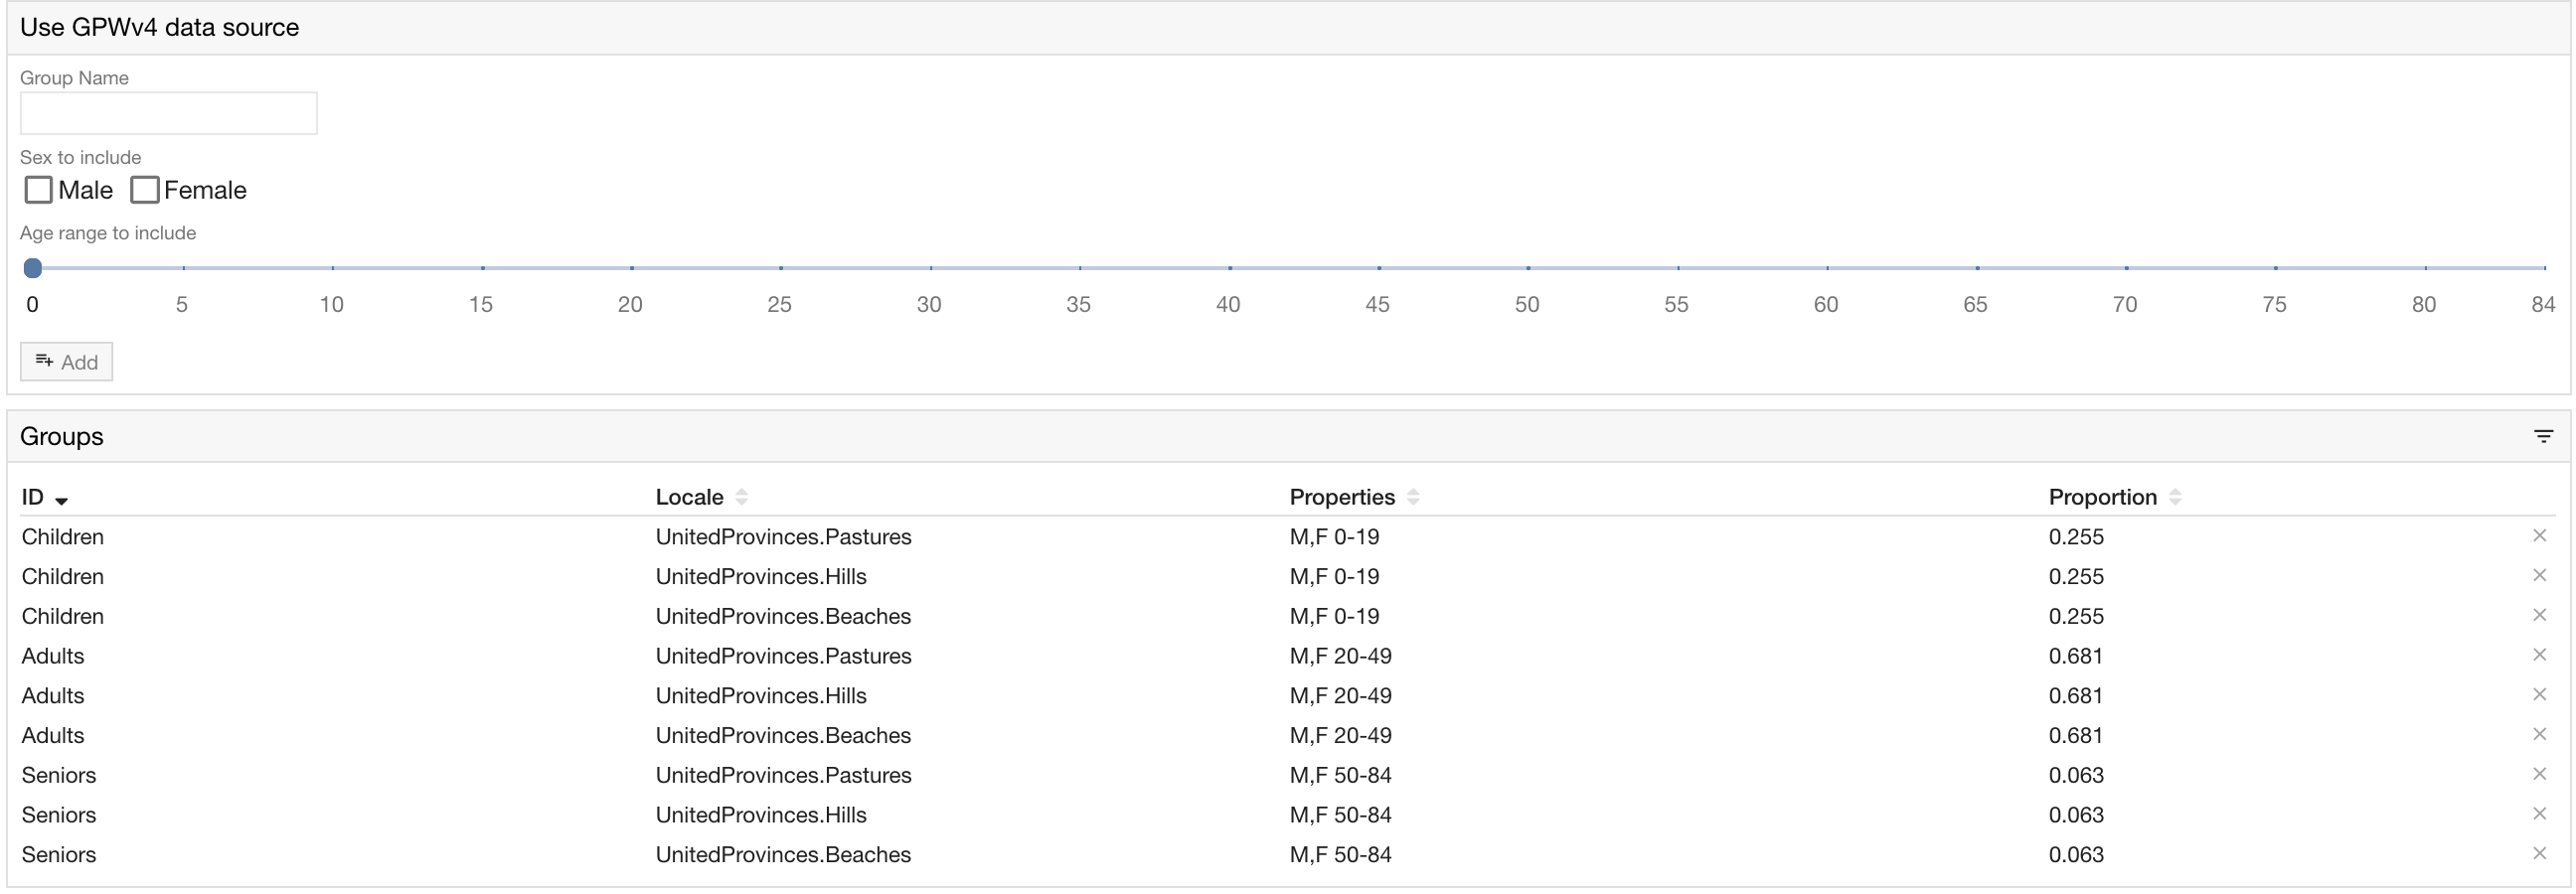 Use GPWv4 data source
Group Name
Sex to include
Male Female
Age range to include
0 5 10 15 20 25 30 35 40 45 50 55 60 65 70 75 80 84
Add
Groups
ID Locale Properties Proportion
Children UnitedProvinces.Pastures M,F 0-19 0.255
Children UnitedProvinces.Hills M,F 0-19 0.255
Children UnitedProvinces.Beaches M,F 0-19 0.255
Adults UnitedProvinces.Pastures M,F 20-49 0.681
Adults UnitedProvinces.Hills M,F 20-49 0.681
Adults UnitedProvinces.Beaches M,F 20-49 0.681
Seniors UnitedProvinces.Pastures M,F 50-84 0.063
Seniors UnitedProvinces.Hills M,F 50-84 0.063
Seniors UnitedProvinces.Beaches M,F 50-84 0.063